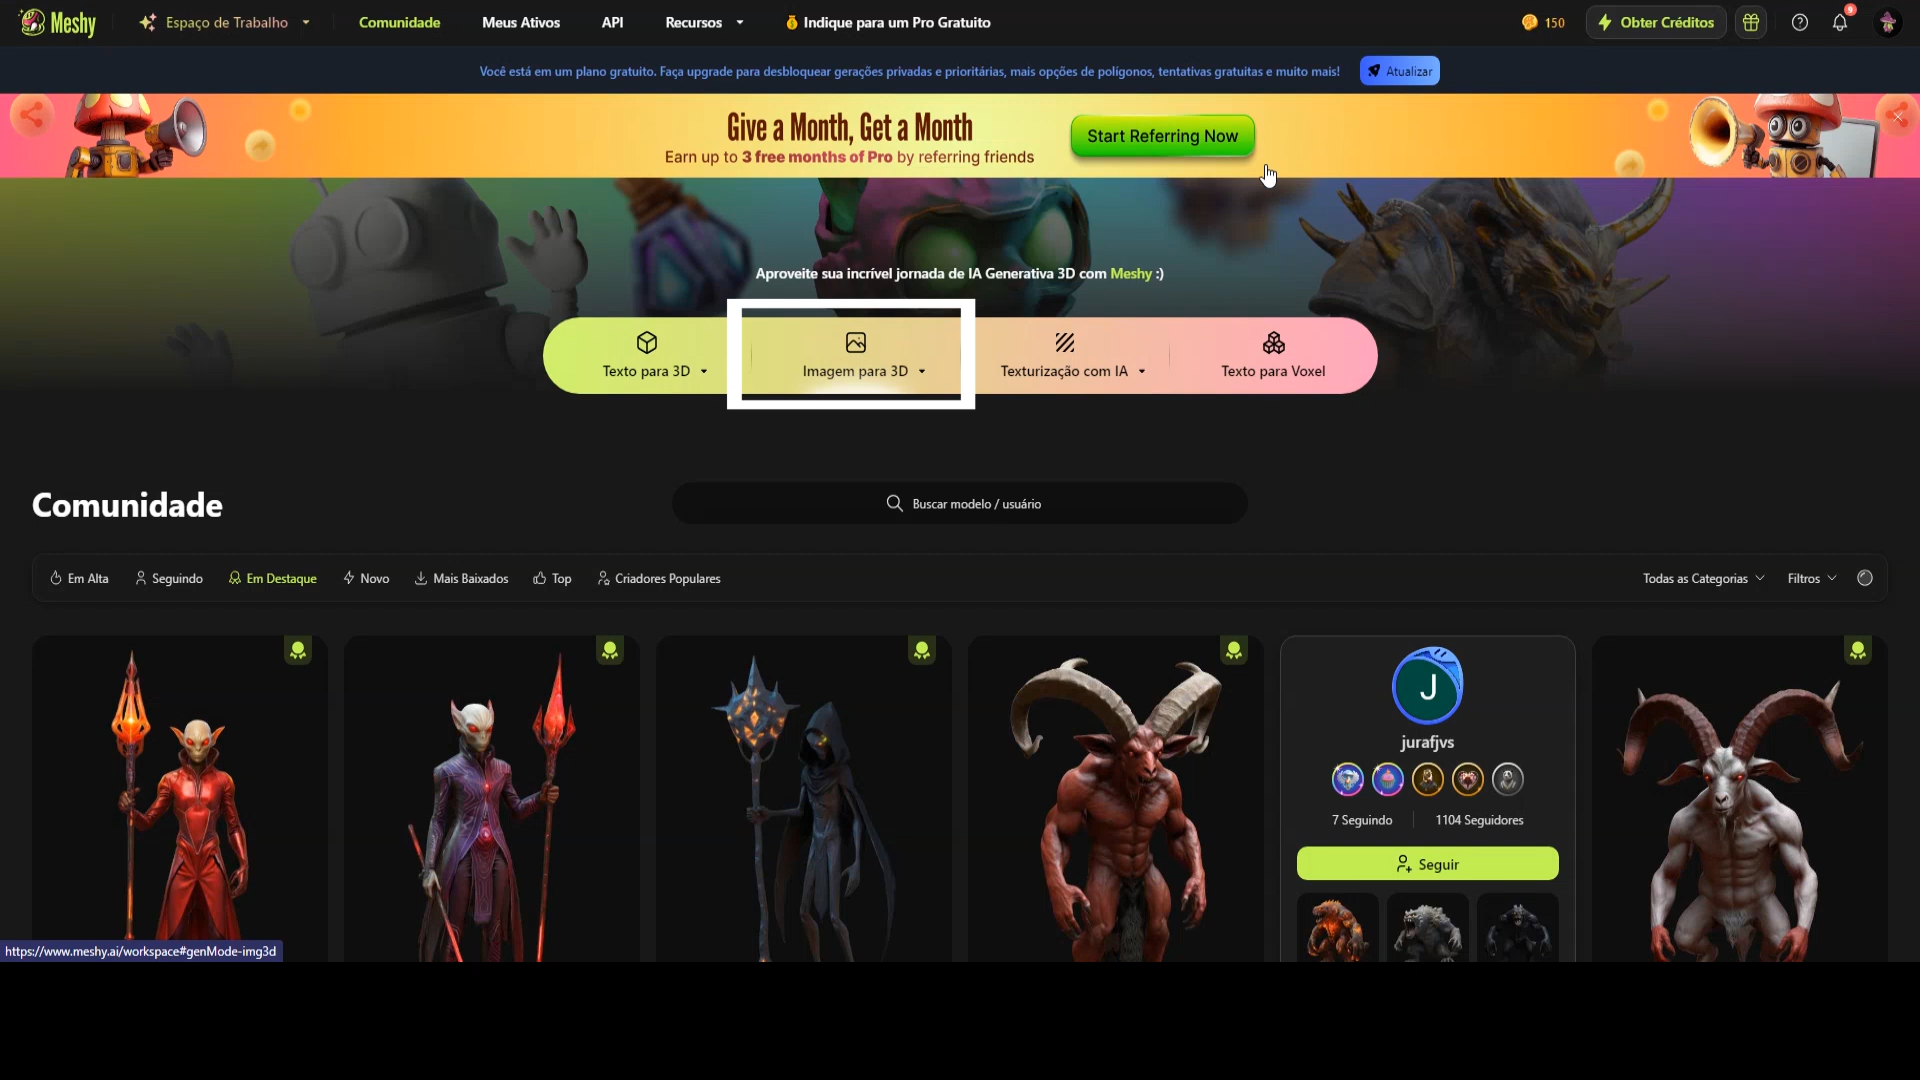 Meshy
Espaço de Trabalho
Comunidade
Meus Ativos
API
Recursos
Indique para um Pro Gratuito
150
Obter Créditos
9
Você está em um plano gratuito. Faça upgrade para desbloquear gerações privadas e prioritárias, mais opções de polígonos, tentativas gratuitas e muito mais!
Atualizar
Give a Month, Get a Month
Earn up to 3 free months of Pro by referring friends
Start Referring Now
Aproveite sua incrível jornada de IA Generativa 3D com Meshy :)
Texto para 3D
Imagem para 3D
Texturização com IA
Texto para Voxel
Comunidade
Buscar modelo / usuário
Em Alta
Seguindo
Em Destaque
Novo
Mais Baixados
Top
Criadores Populares
Todas as Categorias
Filtros
J
jurafjvs
7 Seguindo
1104 Seguidores
Seguir
https://www.meshy.ai/workspace#genMode-img3d